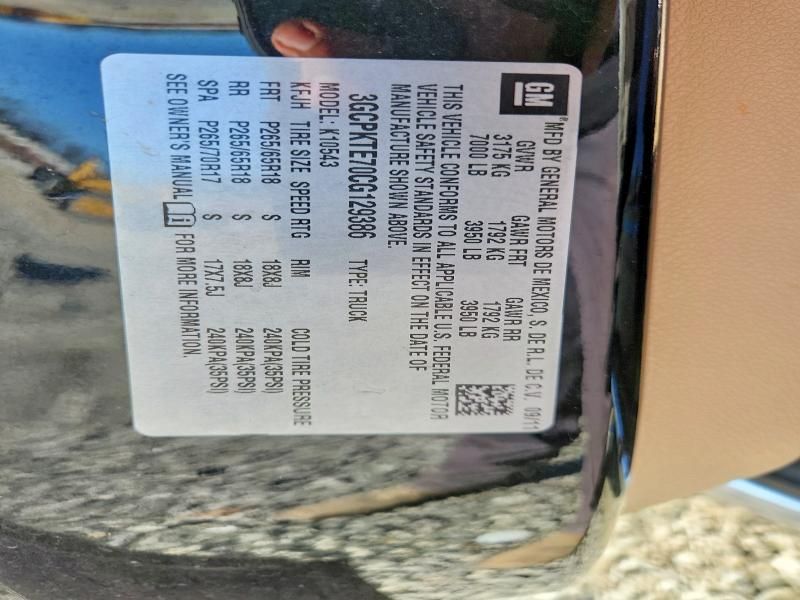 GM
®MFD BY GENERAL MOTORS DE MEXICO, S. DE R.L. DE C.V. 09/11
GVWR GAWR FRT GAWR RR
3175 KG 1792 KG 1792 KG
7000 LB 3950 LB 3950 LB
THIS VEHICLE CONFORMS TO ALL APPLICABLE U.S. FEDERAL MOTOR
VEHICLE SAFETY STANDARDS IN EFFECT ON THE DATE OF
MANUFACTURE SHOWN ABOVE.
3GCPKTE70CG129386 TYPE: TRUCK
MODEL: K10543
KFJH TIRE SIZE SPEED RTG RIM COLD TIRE PRESSURE
FRT P265/65R18 S 18X8J 240KPA(35PSI)
RR P265/65R18 S 18X8J 240KPA(35PSI)
SPA P265/70R17 S 17X7.5J 240KPA(35PSI)
SEE OWNER'S MANUAL FOR MORE INFORMATION.